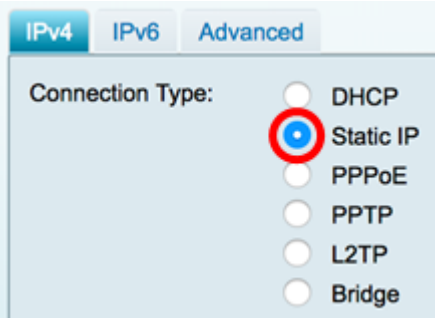 IPv4 IPv6 Advanced
Connection Type: DHCP
Static IP
PPPoE
PPTP
L2TP
Bridge